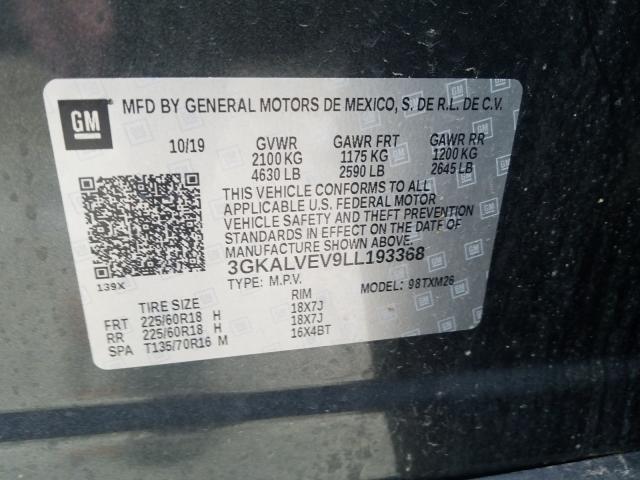 GM
MFD BY GENERAL MOTORS DE MEXICO, S. DE R.L. DE C.V.
10/19 GVWR GAWR FRT GAWR RR
2100 KG 1175 KG 1200 KG
4630 LB 2590 LB 2645 LB
THIS VEHICLE CONFORMS TO ALL
APPLICABLE U.S. FEDERAL MOTOR
VEHICLE SAFETY AND THEFT PREVENTION
STANDARDS IN EFFECT ON THE DATE OF
MANUFACTURE SHOWN ABOVE.
3GKALVEV9LL193368
139X
TYPE: M.P.V. MODEL: 98TXM26
TIRE SIZE RIM
FRT 225/60R18 H 18X7J
RR 225/60R18 H 18X7J
SPA T135/70R16 M 16X4BT